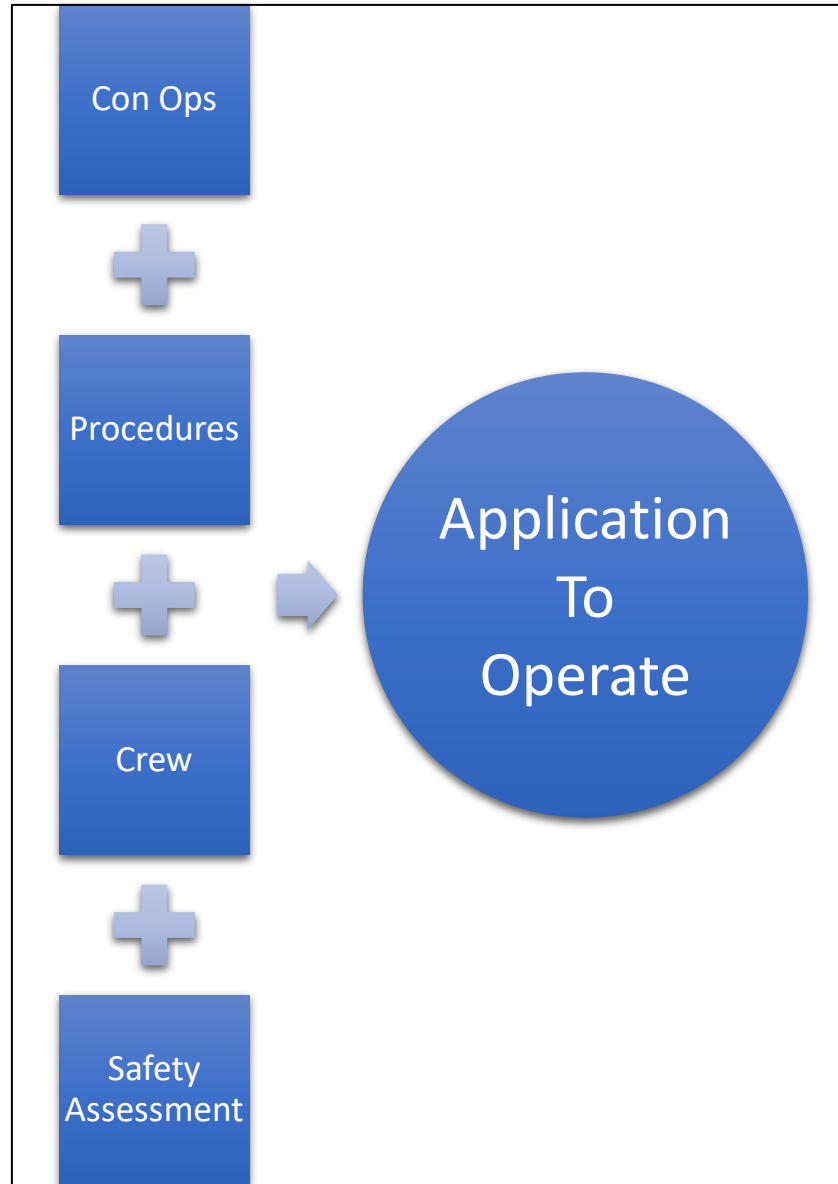 Con Ops
Procedures
Crew
Safety
Assessment
Application
To
Operate